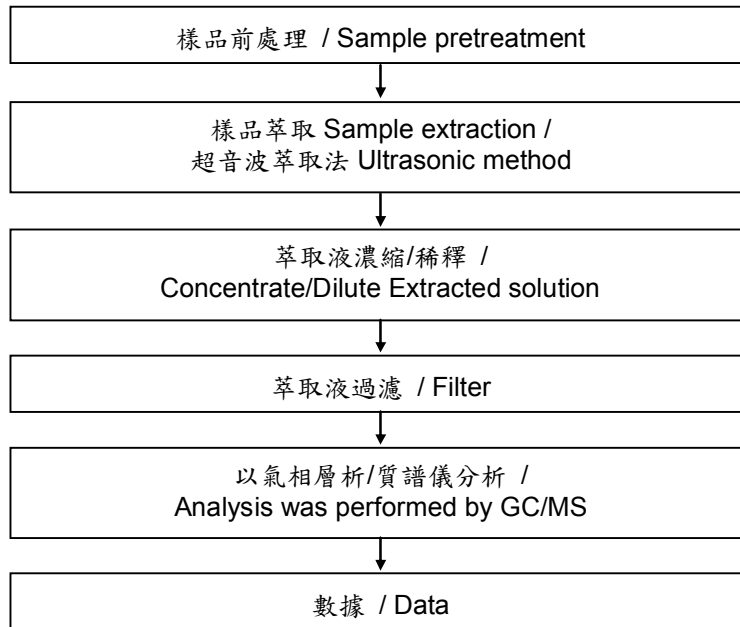 樣品前處理 / Sample pretreatment
樣品萃取 Sample extraction /
超音波萃取法 Ultrasonic method
萃取液濃縮/稀釋 /
Concentrate/Dilute Extracted solution
萃取液過濾 / Filter
以氣相層析/質譜儀分析 /
Analysis was performed by GC/MS
數據 / Data